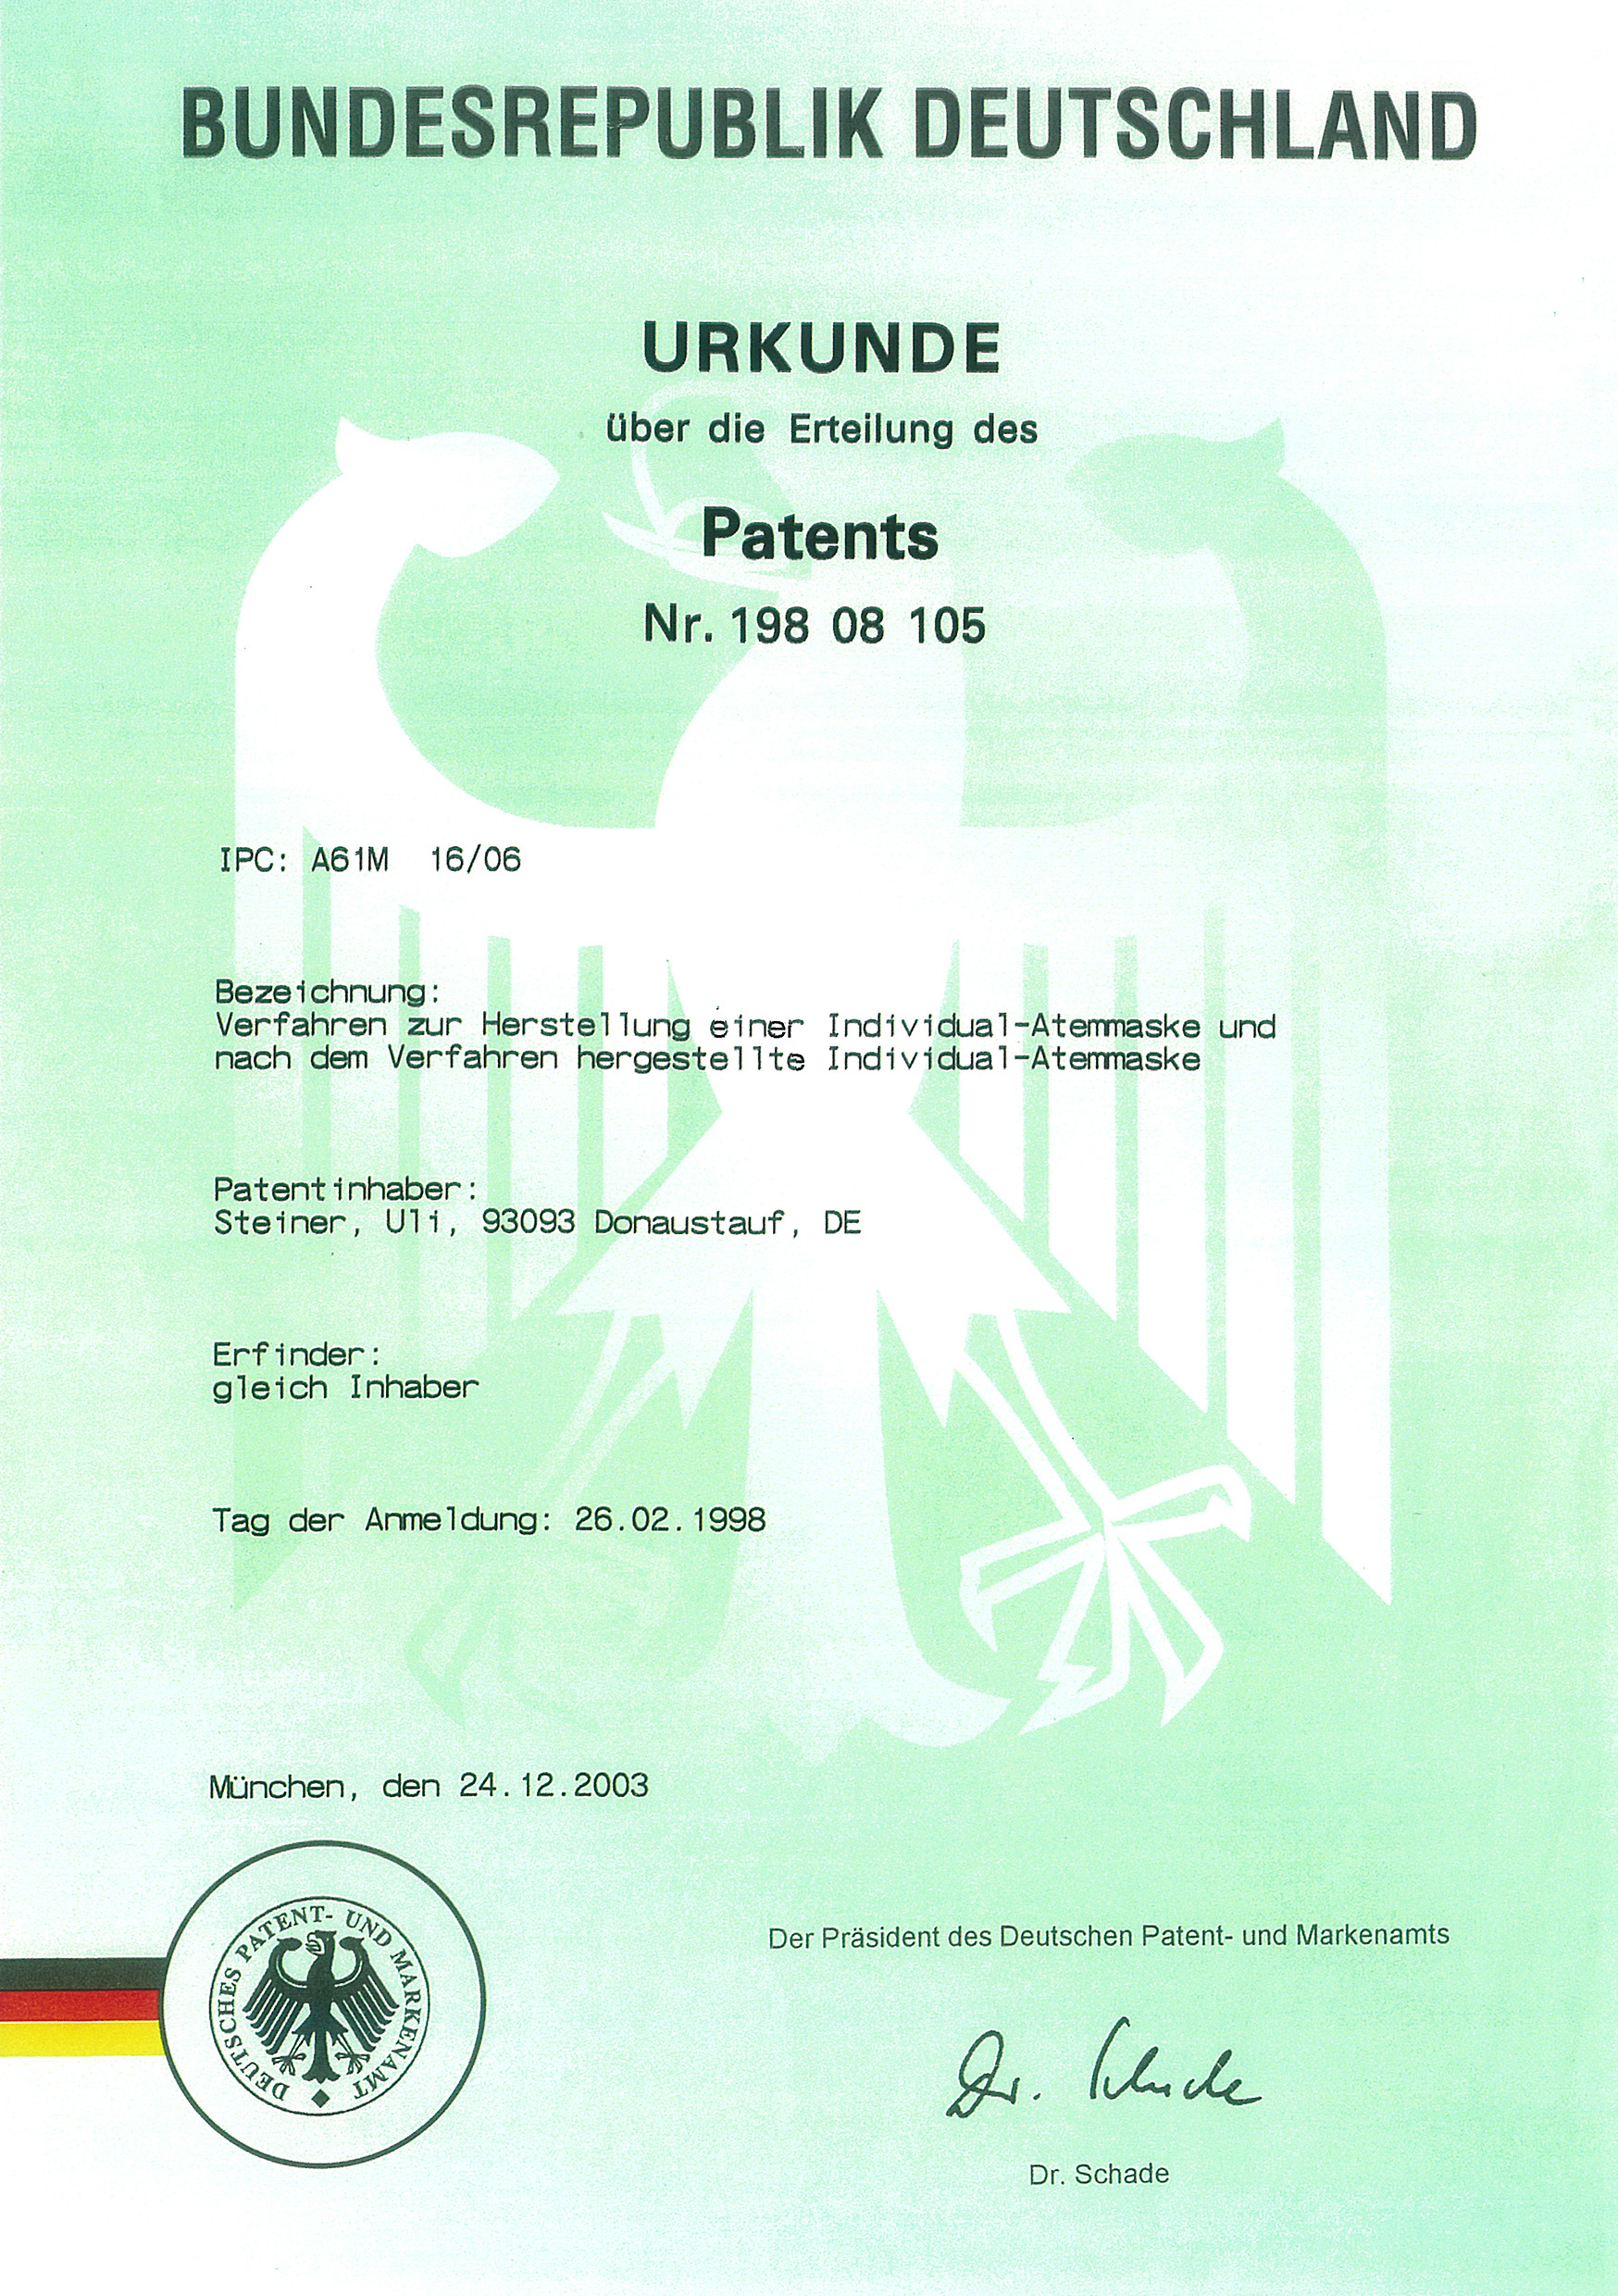 BUNDESREPUBLIK DEUTSCHLAND
URKUNDE
über die Erteilung des
Patents
Nr. 198 08 105
IPC: A61M 16/06
Bezeichnung:
Verfahren zur Herstellung einer Individual-Atemmaske und
nach dem Verfahren hergestellte Individual-Atemmaske
Patentinhaber:
Steiner, Uli, 93093 Donaustauf, DE
Erfinder:
gleich Inhaber
Tag der Anmeldung: 26.02.1998
München, den 24.12.2003
DEUTSCHES PATENT- UND MARKENAMT
Der Präsident des Deutschen Patent- und Markenamts
Dr. Schade
Dr. Schade